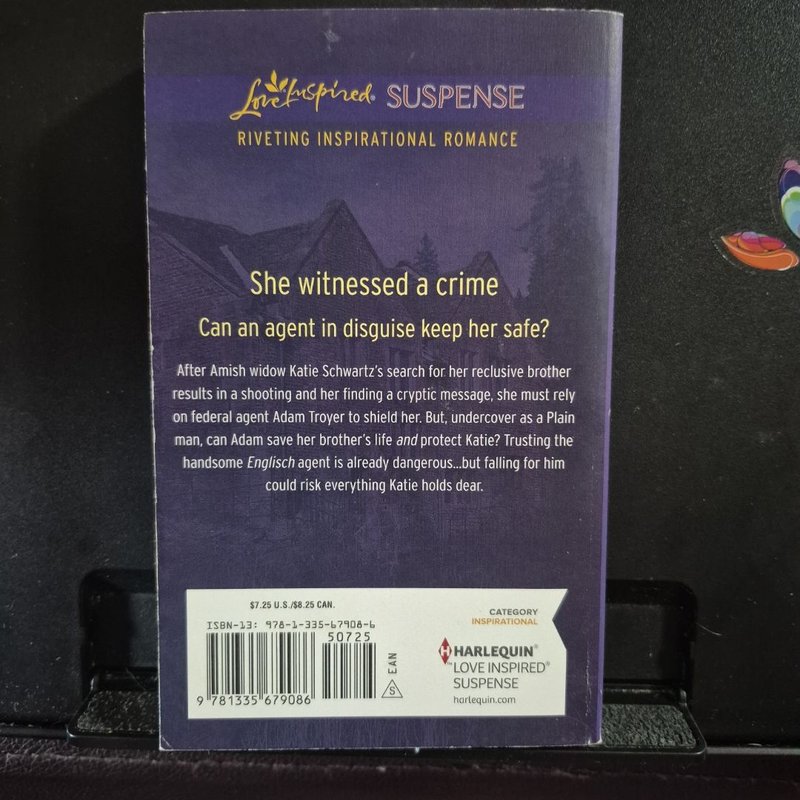 Love Inspired® SUSPENSE
RIVETING INSPIRATIONAL ROMANCE
She witnessed a crime
Can an agent in disguise keep her safe?
After Amish widow Katie Schwartz's search for her reclusive brother
results in a shooting and her finding a cryptic message, she must rely
on federal agent Adam Troyer to shield her. But, undercover as a Plain
man, can Adam save her brother's life and protect Katie? Trusting the
handsome Englisch agent is already dangerous...but falling for him
could risk everything Katie holds dear.
$7.25 U.S./$8.25 CAN.
ISBN-13: 978-1-335-67908-6
50725
EAN
S
9 781335 679086
CATEGORY
INSPIRATIONAL
H HARLEQUIN®
™LOVE INSPIRED®
SUSPENSE
harlequin.com